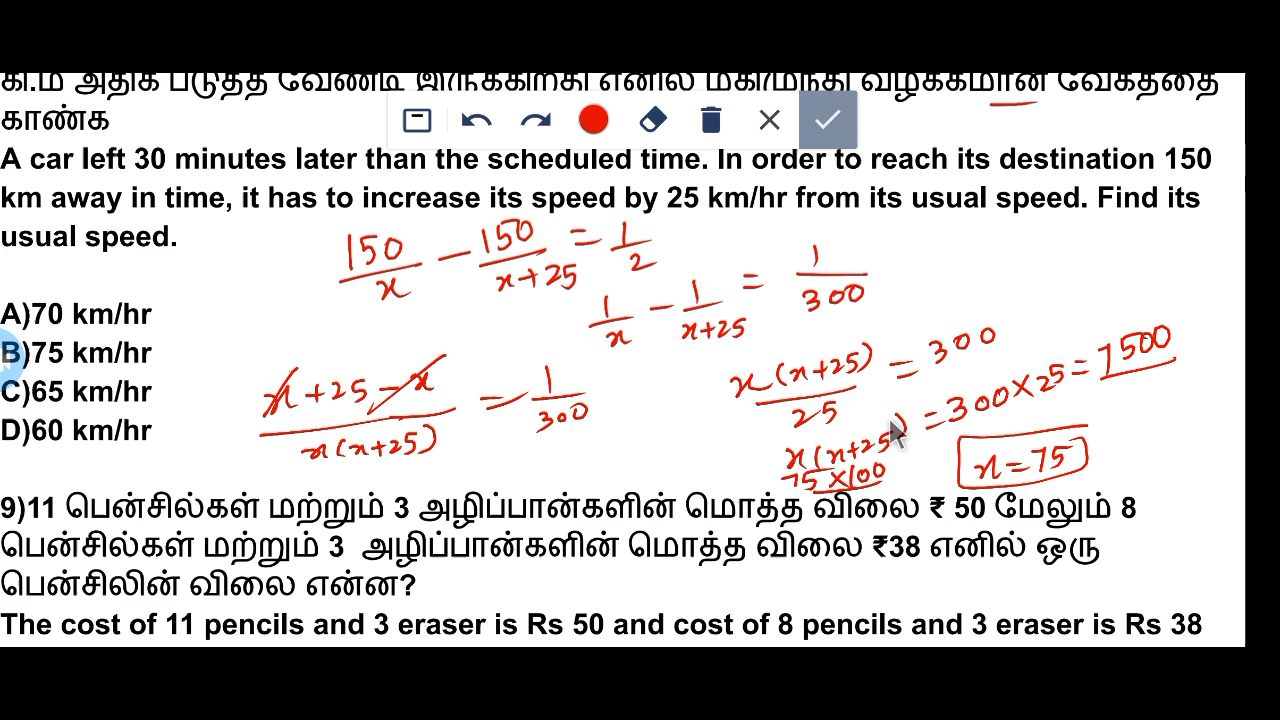 காண்க
A car left 30 minutes later than the scheduled time. In order to reach its destination 150
km away in time, it has to increase its speed by 25 km/hr from its usual speed. Find its
usual speed.
150/x - 150/x+25 = 1/2
1/x - 1/x+25 = 1/300
A)70 km/hr
B)75 km/hr
C)65 km/hr
D)60 km/hr
x+25-x / x(x+25) = 1/300
x(x+25)/25 = 300
x(x+25) = 300×25 = 7500
75×100
x=75
9)11 பென்சில்கள் மற்றும் 3 அழிப்பான்களின் மொத்த விலை ₹ 50 மேலும் 8
பென்சில்கள் மற்றும் 3 அழிப்பான்களின் மொத்த விலை ₹38 எனில் ஒரு
பென்சிலின் விலை என்ன?
The cost of 11 pencils and 3 eraser is Rs 50 and cost of 8 pencils and 3 eraser is Rs 38